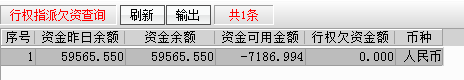 行权指派欠资查询 刷新 输出 共1条
序号 资金昨日余额 资金余额 资金可用金额 行权欠资金额 币种
1 59565.550 59565.550 -7186.994 0.000 人民币